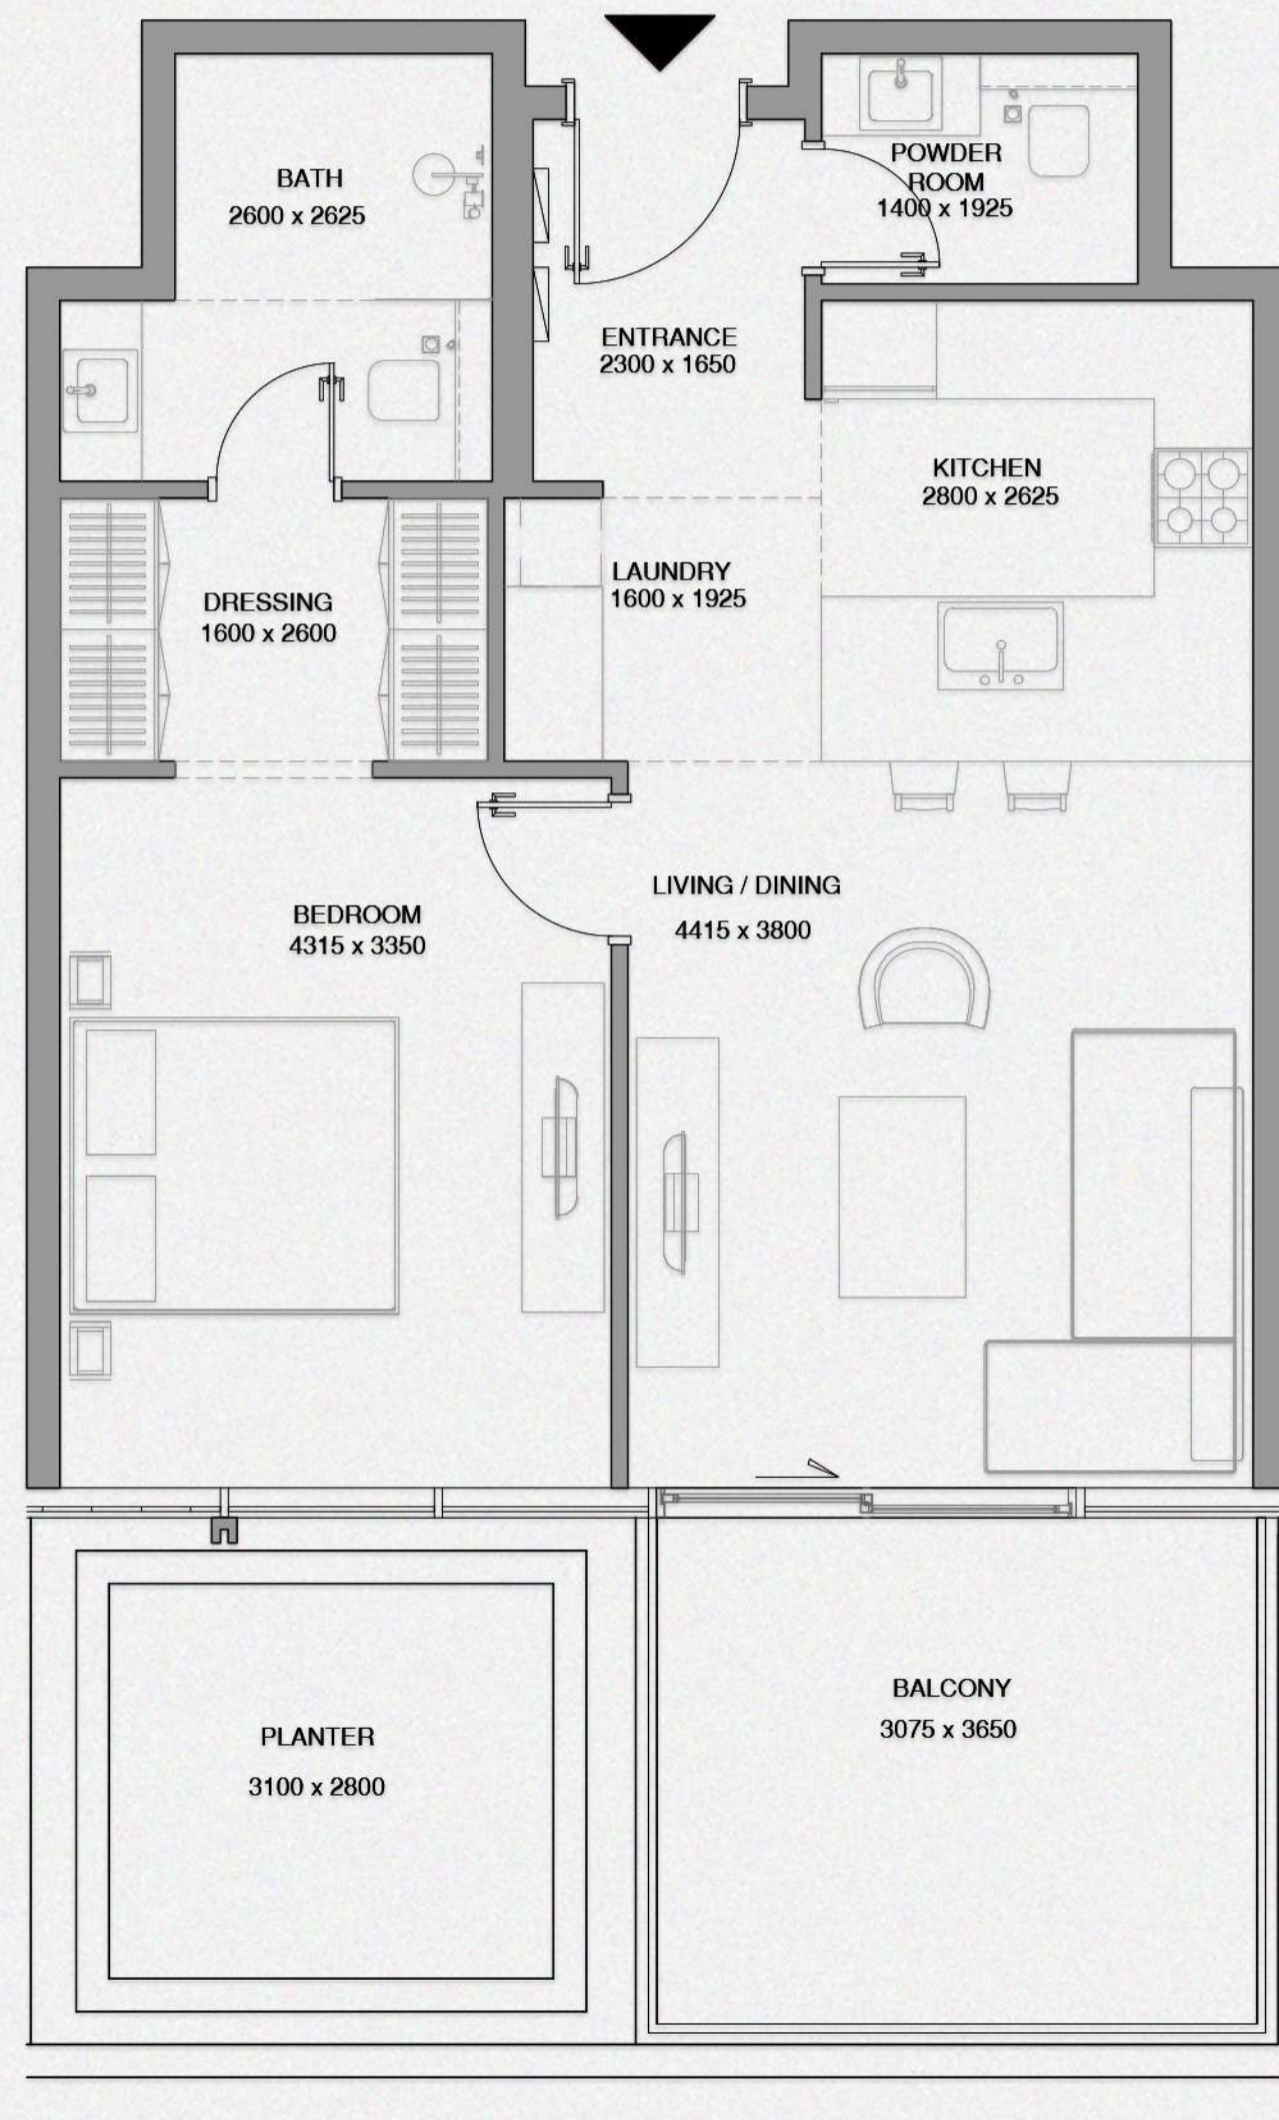 BATH
2600 x 2625
POWDER
ROOM
1400 x 1925
ENTRANCE
2300 x 1650
KITCHEN
2800 x 2625
LAUNDRY
1600 x 1925
DRESSING
1600 x 2600
LIVING / DINING
4415 x 3800
BEDROOM
4315 x 3350
BALCONY
3075 x 3650
PLANTER
3100 x 2800